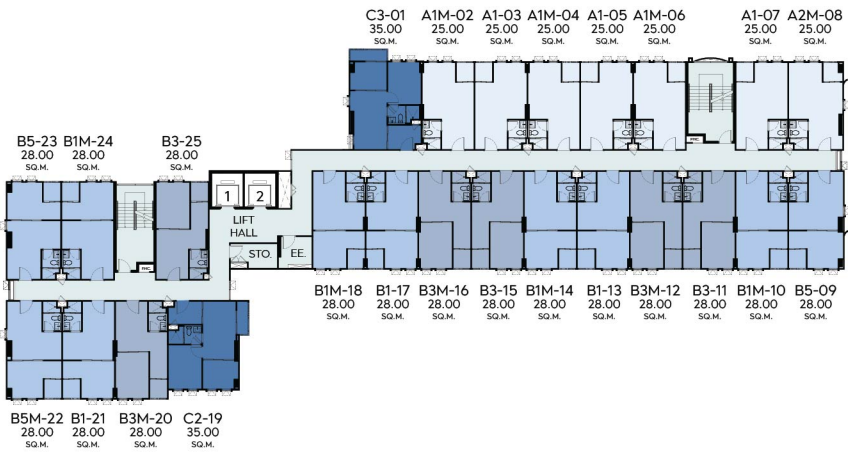 C3-01 A1M-02 A1-03 A1M-04 A1-05 A1M-06 A1-07 A2M-08
35.00 25.00 25.00 25.00 25.00 25.00 25.00 25.00
SQ.M. SQ.M. SQ.M. SQ.M. SQ.M. SQ.M. SQ.M. SQ.M.
B5-23 B1M-24 B3-25
28.00 28.00 28.00
SQ.M. SQ.M. SQ.M.
1 2
LIFT
HALL
STO. EE.
B1M-18 B1-17 B3M-16 B3-15 B1M-14 B1-13 B3M-12 B3-11 B1M-10 B5-09
28.00 28.00 28.00 28.00 28.00 28.00 28.00 28.00 28.00 28.00
SQ.M. SQ.M. SQ.M. SQ.M. SQ.M. SQ.M. SQ.M. SQ.M. SQ.M. SQ.M.
B5M-22 B1-21 B3M-20 C2-19
28.00 28.00 28.00 35.00
SQ.M. SQ.M. SQ.M. SQ.M.